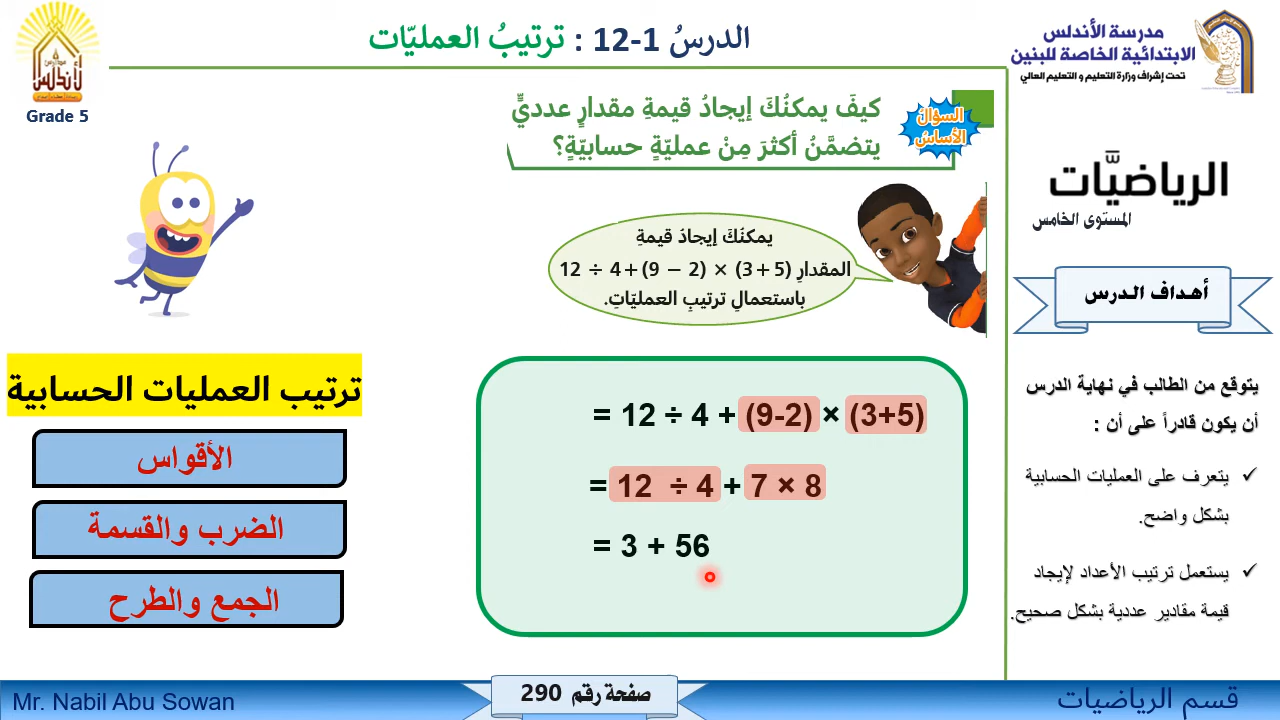 الدرسُ 1-12 : ترتيبُ العمليّات
مدرسة الأندلس
الابتدائية الخاصة للبنين
تحت إشراف وزارة التعليم و التعليم العالي
Grade 5
السؤالُ
الأساسُ
كيفَ يمكنُكَ إيجادُ قيمةِ مقدارٍ عدديٍّ
يتضمَّنُ أكثرَ مِنْ عمليّةٍ حسابيّةٍ؟
الرياضيَّات
المستوى الخامس
يمكنُكَ إيجادُ قيمةِ
المقدارِ 12 ÷ 4 + (9 − 2) × (3 + 5)
باستعمالِ ترتيبِ العمليّاتِ.
أهداف الدرس
يتوقع من الطالب في نهاية الدرس
أن يكون قادراً على أن :
✓ يتعرف على العمليات الحسابية
بشكل واضح.
✓ يستعمل ترتيب الأعداد لإيجاد
قيمة مقادير عددية بشكل صحيح.
ترتيب العمليات الحسابية
الأقواس
الضرب والقسمة
الجمع والطرح
= 12 ÷ 4 + (9-2) × (3+5)
= 12 ÷ 4 + 7 × 8
= 3 + 56
Mr. Nabil Abu Sowan
صفحة رقم 290
قسم الرياضيات